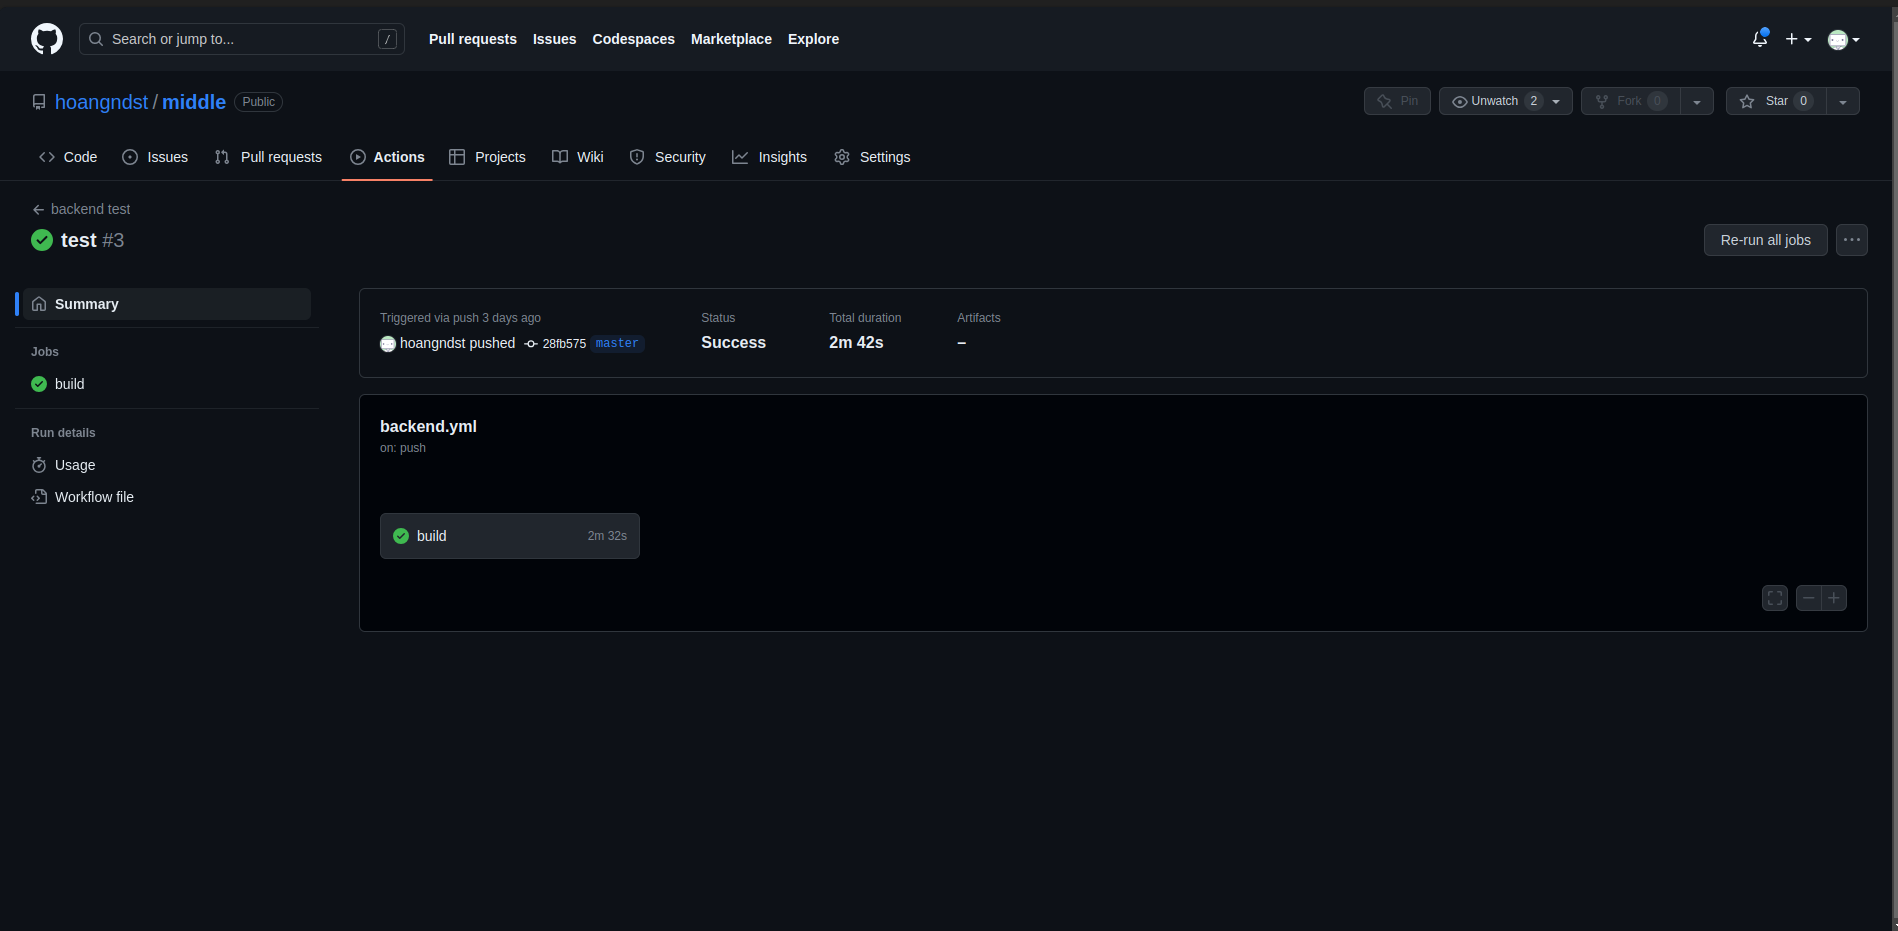 Search or jump to... /
Pull requests Issues Codespaces Marketplace Explore
hoangndst / middle Public
Pin Unwatch 2 Fork 0 Star 0
Code Issues Pull requests Actions Projects Wiki Security Insights Settings
backend test
test #3
Re-run all jobs
Summary
Jobs
build
Run details
Usage
Workflow file
Triggered via push 3 days ago Status Total duration Artifacts
hoangndst pushed 28fb575 master Success 2m 42s –
backend.yml
on: push
build 2m 32s